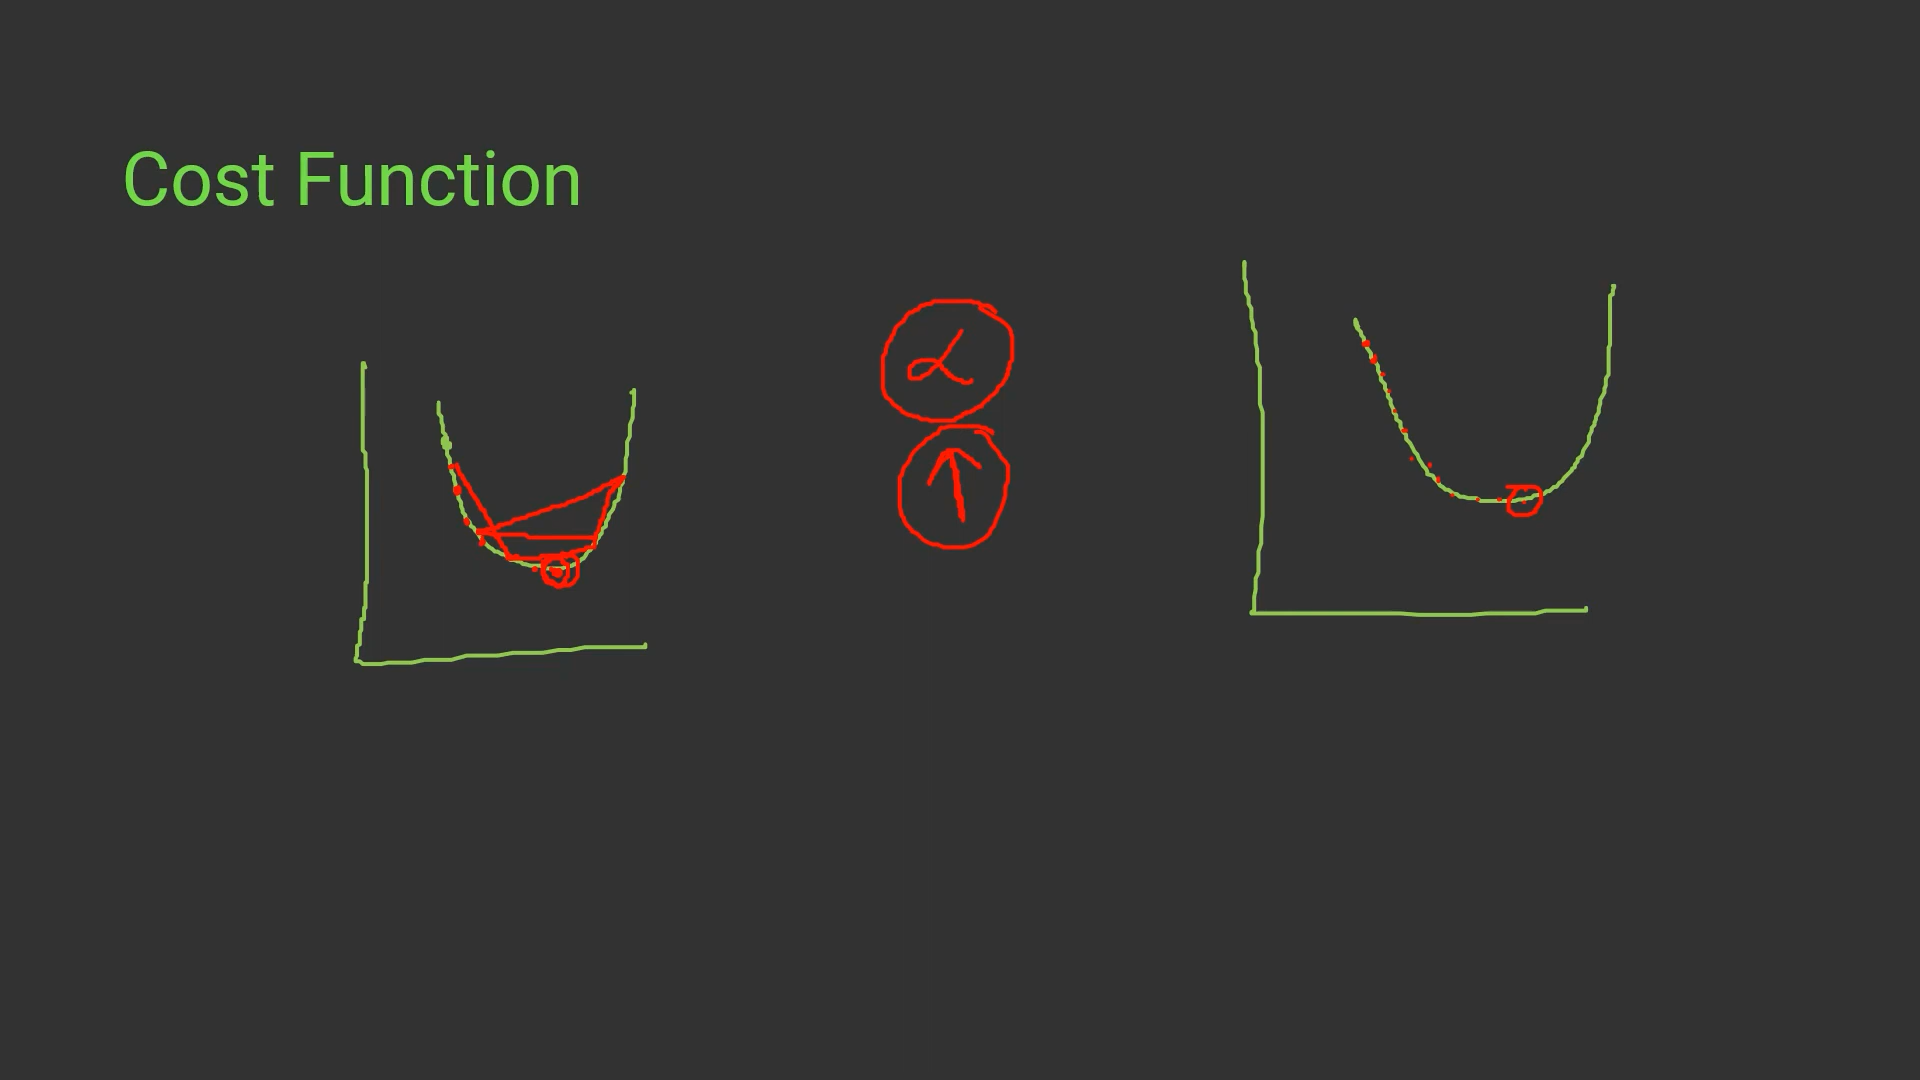 Cost Function
α
↑